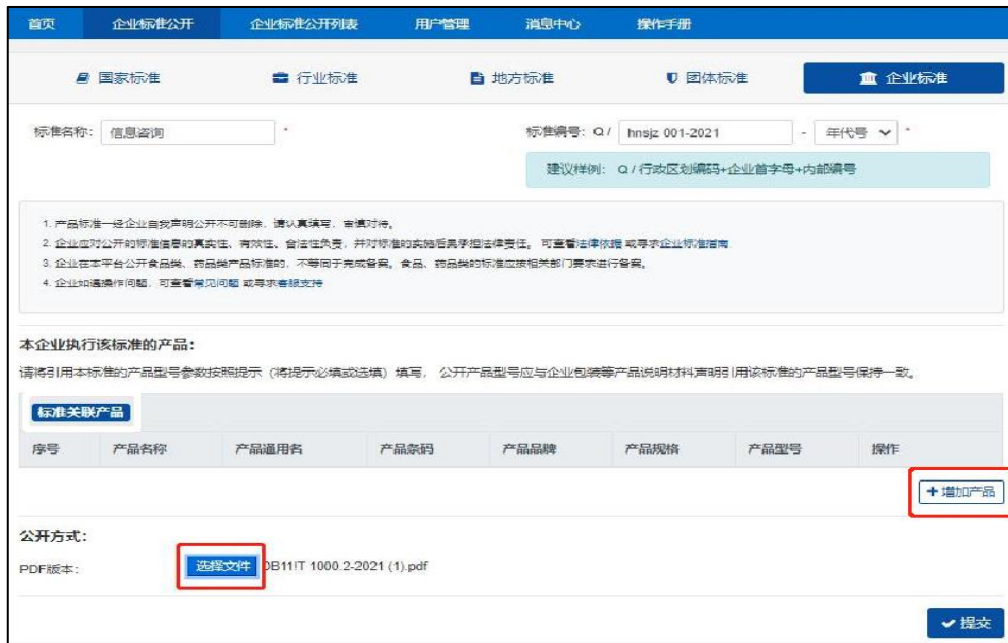 首页 企业标准公开 企业标准公开列表 用户管理 消息中心 操作手册
国家标准 行业标准 地方标准 团体标准 企业标准
标准名称: 信息咨询 * 标准编号: Q / hnsjz 001-2021 - 年代号 *
建议样例: Q / 行政区划编码+企业首字母+内部编号
1. 产品标准一经企业自我声明公开不可删除，请认真填写，审慎对待。
2. 企业应对公开的标准信息的真实性、有效性、合法性负责，并对标准的实施后果承担法律责任。 可查看法律依据 或寻求企业标准指南
3. 企业在本平台公开食品类、药品类产品标准的，不等同于完成备案。食品、药品类的标准应按相关部门要求进行备案。
4. 企业如遇操作问题，可查看常见问题 或寻求客服支持
本企业执行该标准的产品:
请将引用本标准的产品型号参数按照提示（将提示必填或选填）填写， 公开产品型号应与企业包装等产品说明材料声明引用该标准的产品型号保持一致。
标准关联产品
序号 产品名称 产品通用名 产品条码 产品品牌 产品规格 产品型号 操作
+增加产品
公开方式:
PDF版本: 选择文件 DB11!T 1000.2-2021 (1).pdf
提交